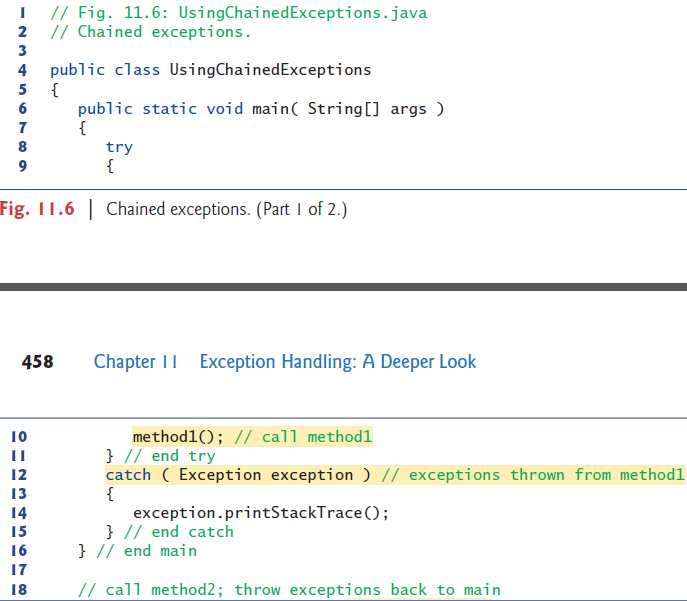 1 // Fig. 11.6: UsingChainedExceptions.java
2 // Chained exceptions.
3
4 public class UsingChainedExceptions
5 {
6 public static void main( String[] args )
7 {
8 try
9 {
Fig. 11.6 | Chained exceptions. (Part 1 of 2.)
458 Chapter 11 Exception Handling: A Deeper Look
10 method1(); // call method1
11 } // end try
12 catch ( Exception exception ) // exceptions thrown from method1
13 {
14 exception.printStackTrace();
15 } // end catch
16 } // end main
17
18 // call method2; throw exceptions back to main